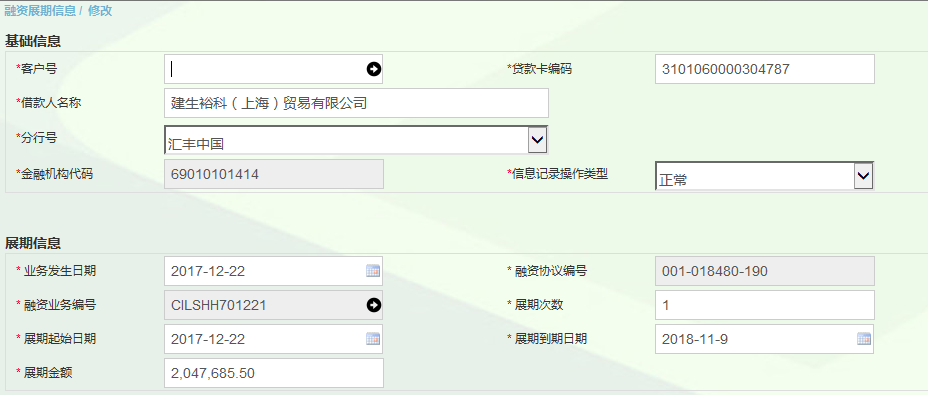 融资展期信息 / 修改
基础信息
*客户号 *贷款卡编码 3101060000304787
*借款人名称 建生裕科（上海）贸易有限公司
*分行号 汇丰中国
*金融机构代码 69010101414 *信息记录操作类型 正常
展期信息
* 业务发生日期 2017-12-22 * 融资协议编号 001-018480-190
* 融资业务编号 CILSHH701221 * 展期次数 1
* 展期起始日期 2017-12-22 * 展期到期日期 2018-11-9
* 展期金额 2,047,685.50